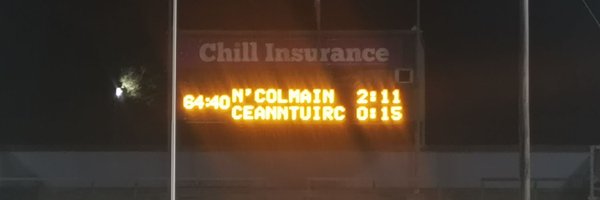 Chill Insurance
64:40 N'COLMAIN 2:11
CEANNTUIRC 0:15